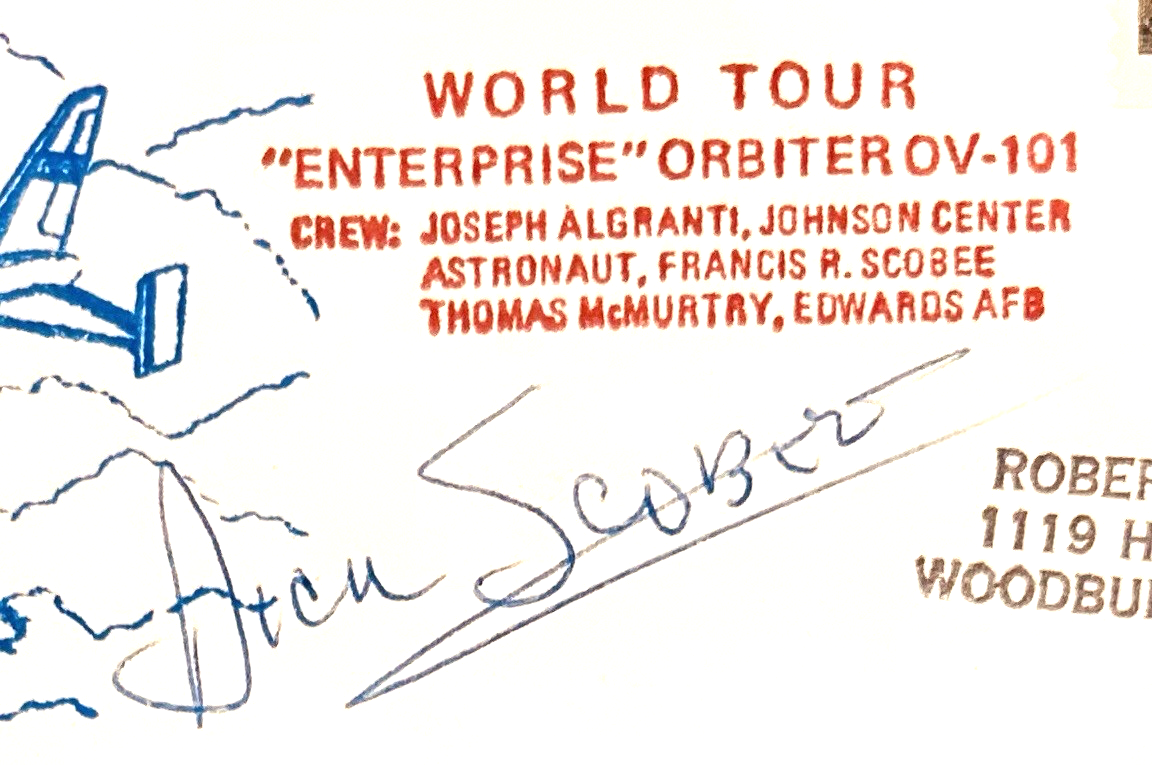 WORLD TOUR
"ENTERPRISE" ORBITER OV-101
CREW: JOSEPH ALGRANTI, JOHNSON CENTER
ASTRONAUT, FRANCIS R. SCOBEE
THOMAS McMURTRY, EDWARDS AFB
Dick Scobee
ROBER
1119 H
WOODBU